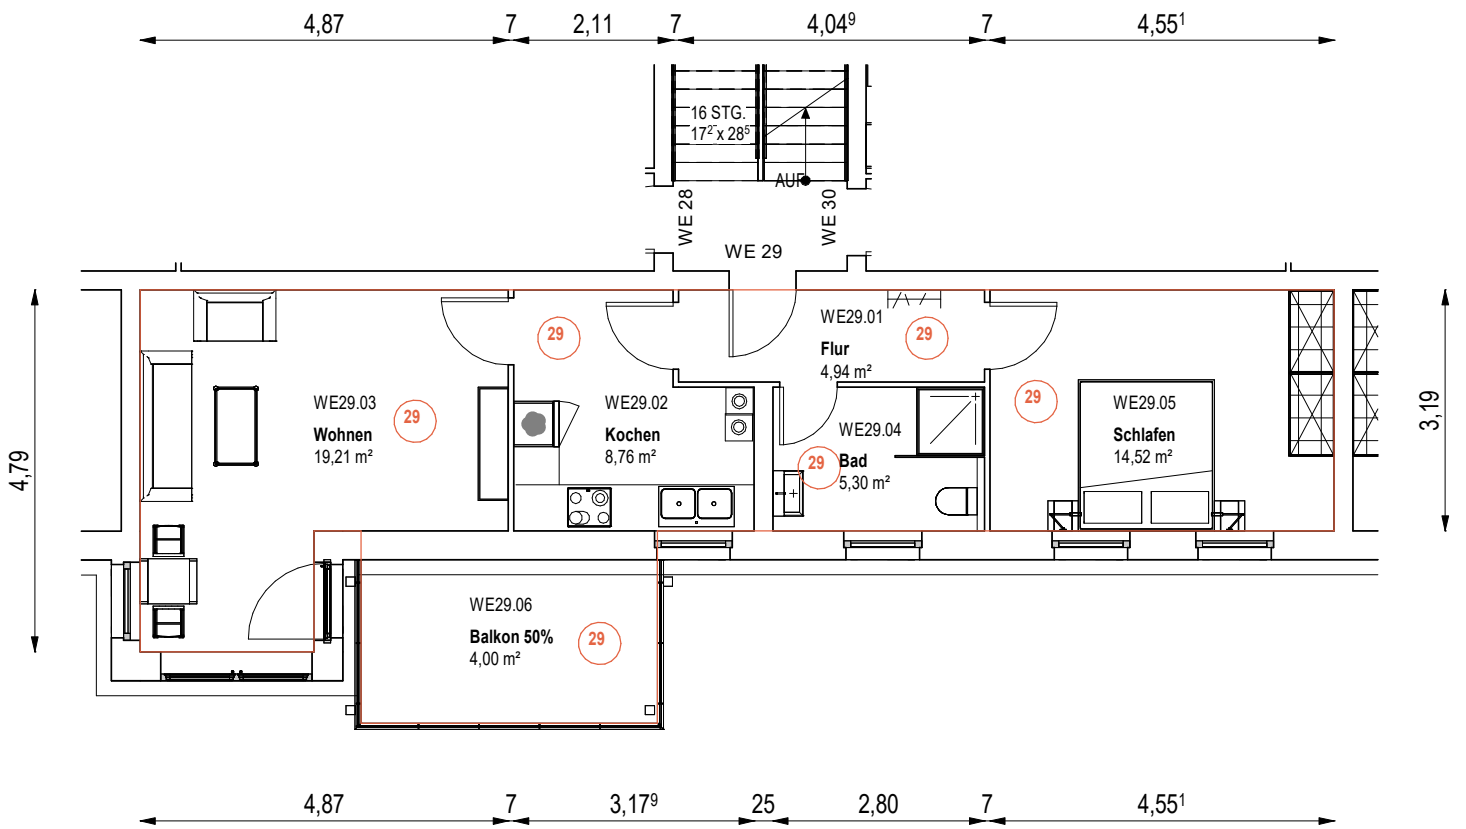 4,87 7 2,11 7 4,04⁹ 7 4,55¹
16 STG.
17² x 28⁵
AUF
WE 28
WE 30
WE 29
WE29.01
Flur
4,94 m²
29
29
WE29.03
Wohnen
19,21 m²
29
WE29.02
Kochen
8,76 m²
WE29.04
Bad
5,30 m²
29
29
WE29.05
Schlafen
14,52 m²
4,79
3,19
WE29.06
Balkon 50%
4,00 m²
29
4,87 7 3,17⁹ 25 2,80 7 4,55¹